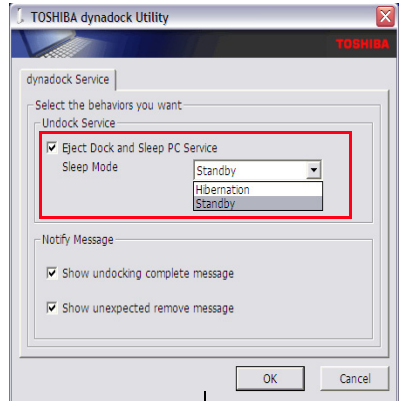 TOSHIBA dynadock Utility
TOSHIBA
dynadock Service
Select the behaviors you want
Undock Service
Eject Dock and Sleep PC Service
Sleep Mode
Standby
Hibernation
Standby
Notify Message
Show undocking complete message
Show unexpected remove message
OK
Cancel